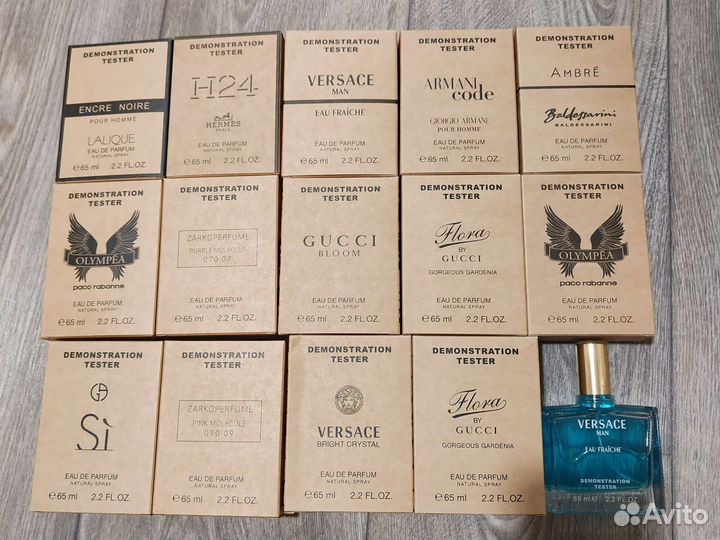 DEMONSTRATION
TESTER
ENCRE NOIRE
POUR HOMME
LALIQUE
EAU DE PARFUM
NATURAL SPRAY
℮65 ml 2.2 FL.OZ.
DEMONSTRATION
TESTER
H24
HERMÈS
PARIS
EAU DE PARFUM
NATURAL SPRAY
℮65 ml 2.2 FL.OZ.
DEMONSTRATION
TESTER
VERSACE
MAN
EAU FRAÎCHE
EAU DE PARFUM
NATURAL SPRAY
℮65 ml 2.2 FL.OZ.
DEMONSTRATION
TESTER
ARMANI
code
GIORGIO ARMANI
POUR HOMME
EAU DE PARFUM
NATURAL SPRAY
℮65 ml 2.2 FL.OZ.
DEMONSTRATION
TESTER
AMBRÉ
Baldessarini
BALDESSARINI
EAU DE PARFUM
NATURAL SPRAY
℮65 ml 2.2 FL.OZ.
DEMONSTRATION
TESTER
OLYMPĒA
paco rabanne
EAU DE PARFUM
NATURAL SPRAY
℮65 ml 2.2 FL.OZ.
DEMONSTRATION
TESTER
ZARKOPERFUME
PURPLE MOLéCULE
070·07
EAU DE PARFUM
NATURAL SPRAY
℮65 ml 2.2 FL.OZ.
DEMONSTRATION
TESTER
GUCCI
BLOOM
EAU DE PARFUM
NATURAL SPRAY
℮65 ml 2.2 FL.OZ.
DEMONSTRATION
TESTER
Flora
BY
GUCCI
GORGEOUS GARDENIA
EAU DE PARFUM
NATURAL SPRAY
℮65 ml 2.2 FL.OZ.
DEMONSTRATION
TESTER
OLYMPĒA
paco rabanne
EAU DE PARFUM
NATURAL SPRAY
℮65 ml 2.2 FL.OZ.
DEMONSTRATION
TESTER
Sì
EAU DE PARFUM
NATURAL SPRAY
℮65 ml 2.2 FL.OZ.
DEMONSTRATION
TESTER
ZARKOPERFUME
PINK MOLéCULE
090·09
EAU DE PARFUM
NATURAL SPRAY
℮65 ml 2.2 FL.OZ.
DEMONSTRATION
TESTER
VERSACE
BRIGHT CRYSTAL
EAU DE PARFUM
NATURAL SPRAY
℮65 ml 2.2 FL.OZ.
DEMONSTRATION
TESTER
Flora
BY
GUCCI
GORGEOUS GARDENIA
EAU DE PARFUM
NATURAL SPRAY
℮65 ml 2.2 FL.OZ.
VERSACE
MAN
EAU FRAÎCHE
DEMONSTRATION
TESTER
65 ml ℮ 2.2 FL.OZ.
Avito